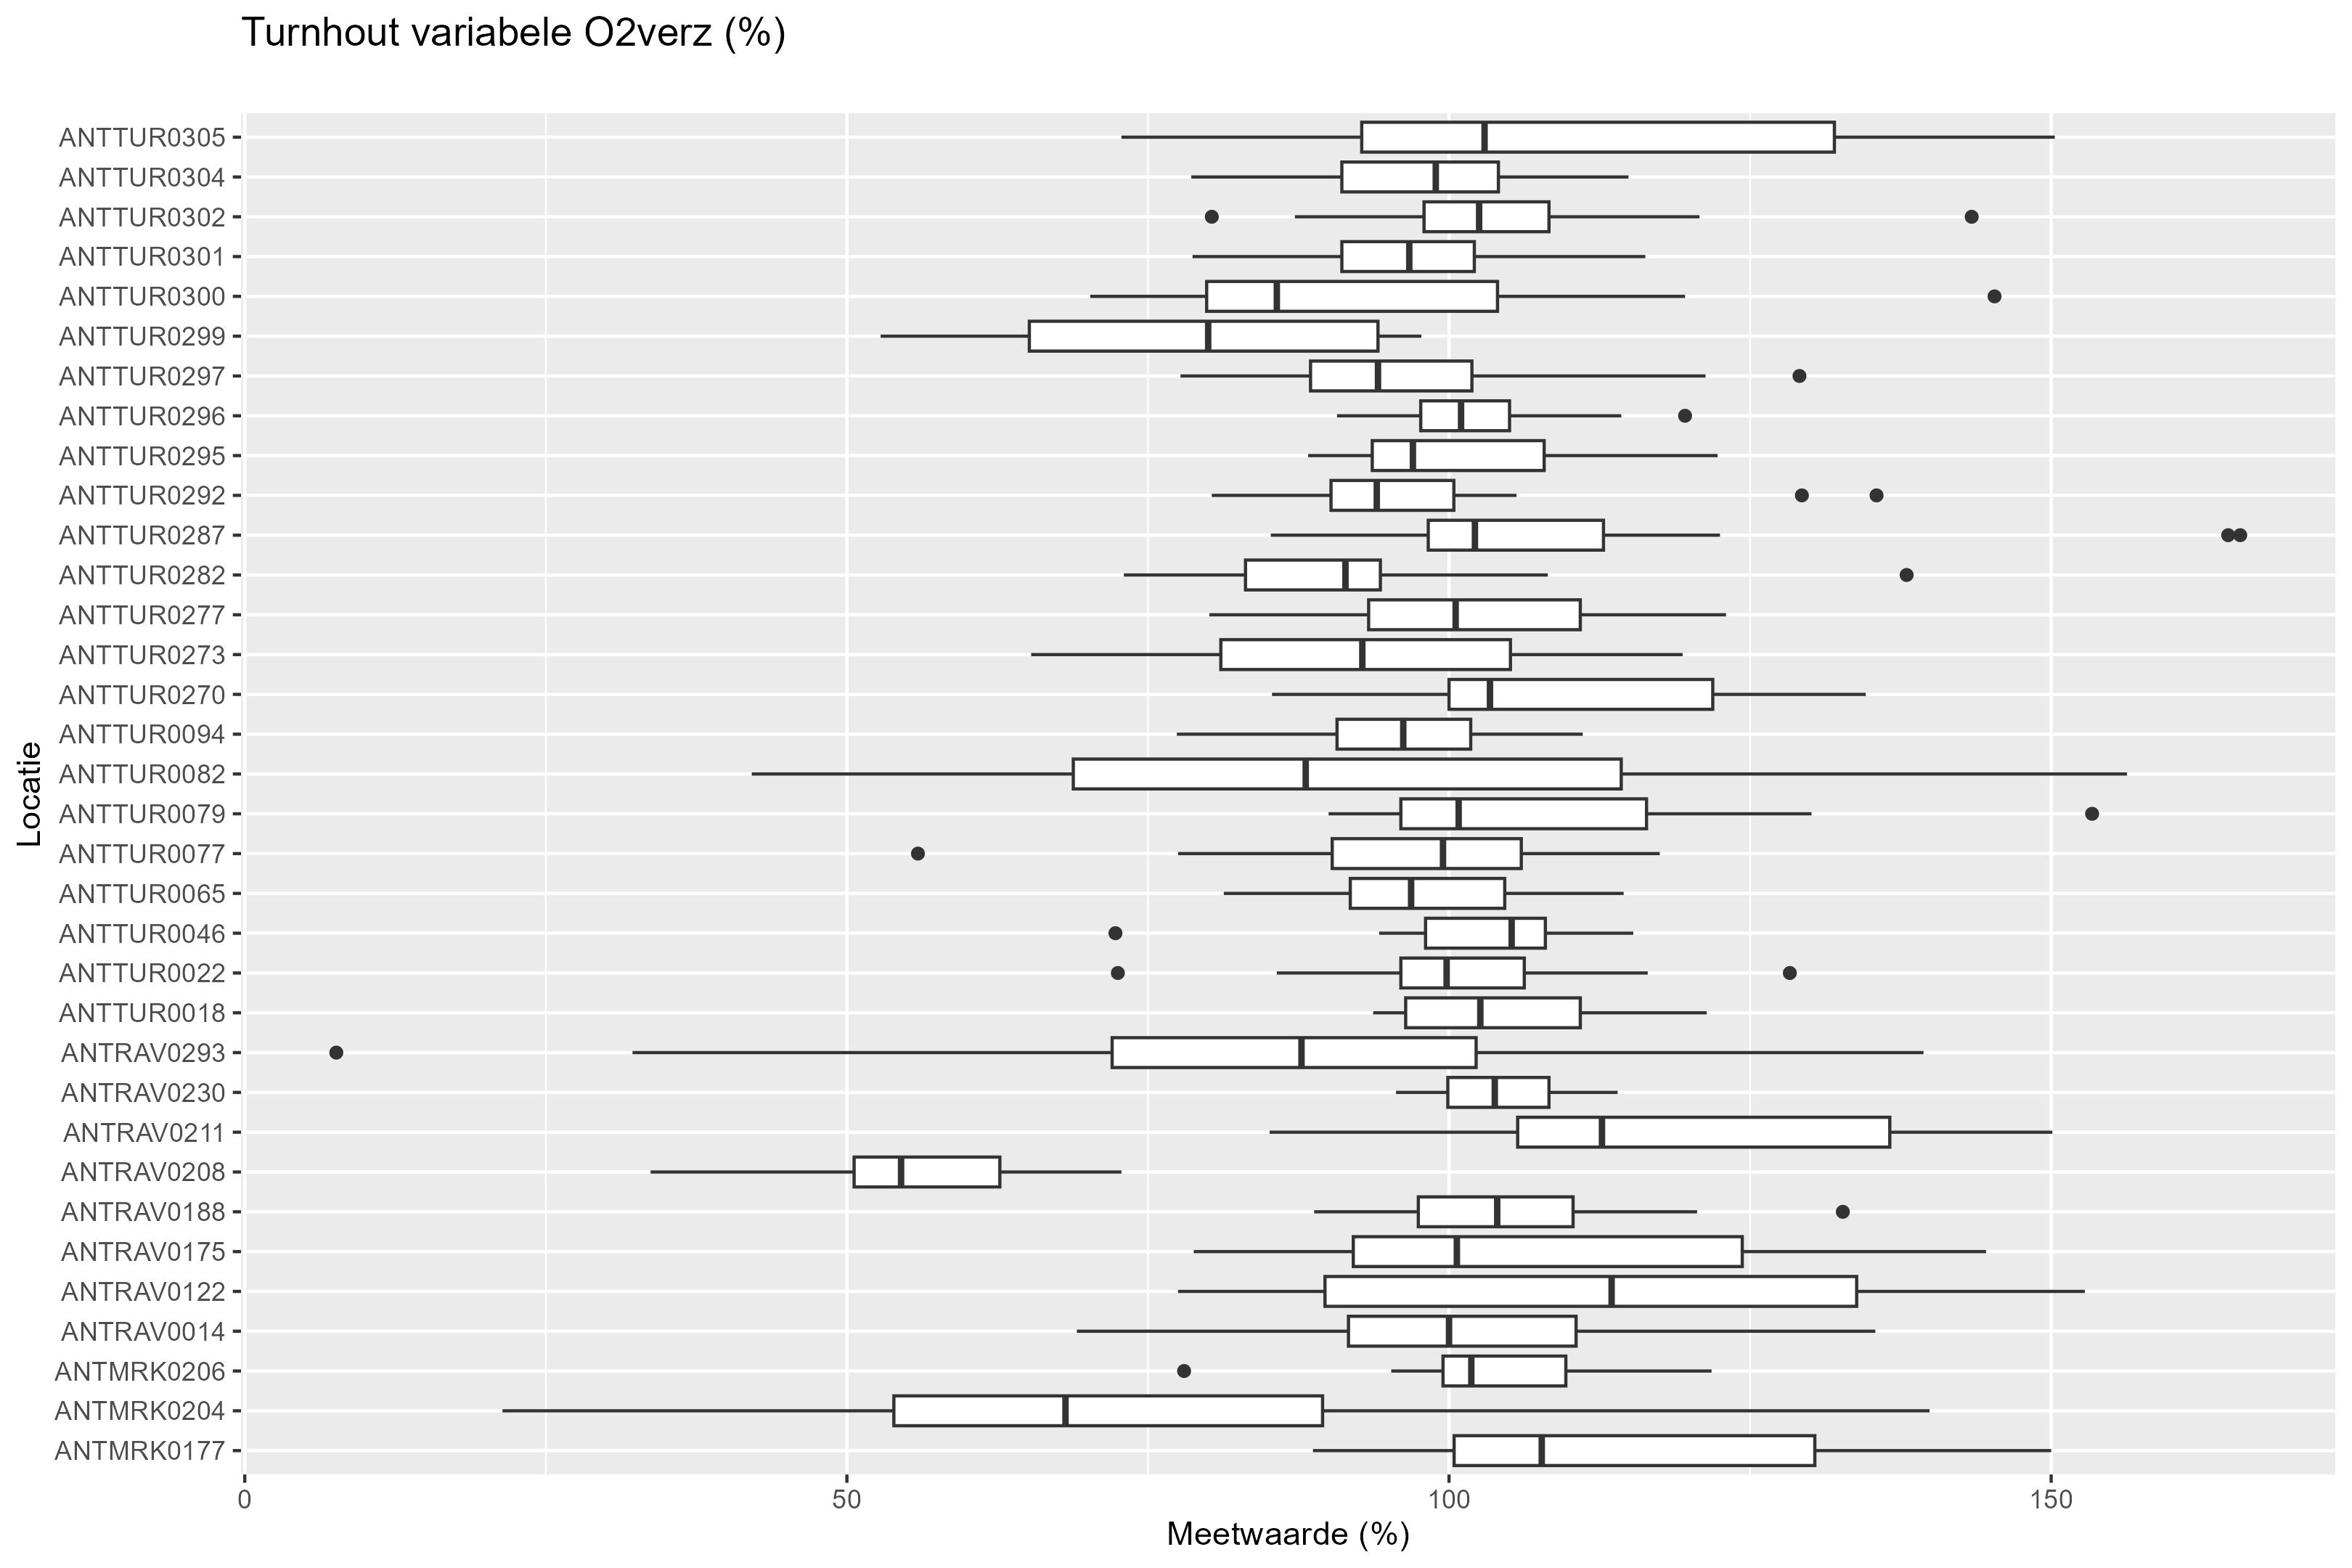 Turnhout variabele O2verz (%)
Locatie
ANTTUR0305
ANTTUR0304
ANTTUR0302
ANTTUR0301
ANTTUR0300
ANTTUR0299
ANTTUR0297
ANTTUR0296
ANTTUR0295
ANTTUR0292
ANTTUR0287
ANTTUR0282
ANTTUR0277
ANTTUR0273
ANTTUR0270
ANTTUR0094
ANTTUR0082
ANTTUR0079
ANTTUR0077
ANTTUR0065
ANTTUR0046
ANTTUR0022
ANTTUR0018
ANTRAV0293
ANTRAV0230
ANTRAV0211
ANTRAV0208
ANTRAV0188
ANTRAV0175
ANTRAV0122
ANTRAV0014
ANTMRK0206
ANTMRK0204
ANTMRK0177
0 50 100 150
Meetwaarde (%)